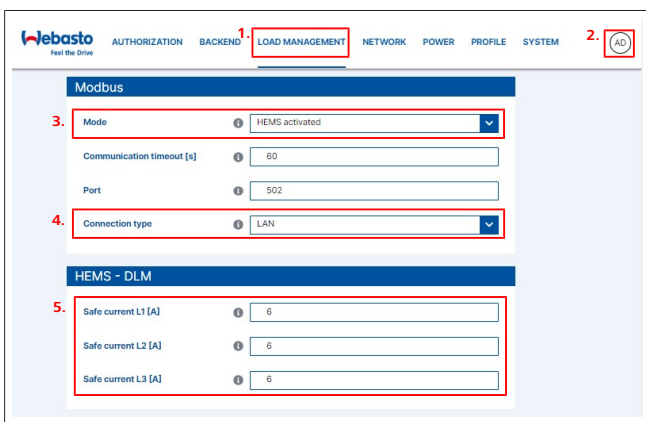 Webasto
Feel the Drive
AUTHORIZATION BACKEND 1. LOAD MANAGEMENT NETWORK POWER PROFILE SYSTEM 2. AD
Modbus
3. Mode HEMS activated
Communication timeout [s] 60
Port 502
4. Connection type LAN
HEMS - DLM
5. Safe current L1 [A] 6
Safe current L2 [A] 6
Safe current L3 [A] 6